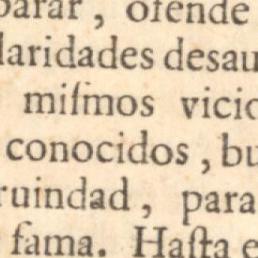 parar, ofende
laridades desau
miſmos vicio
conocidos, bu
ruindad, para
fama. Haſta e